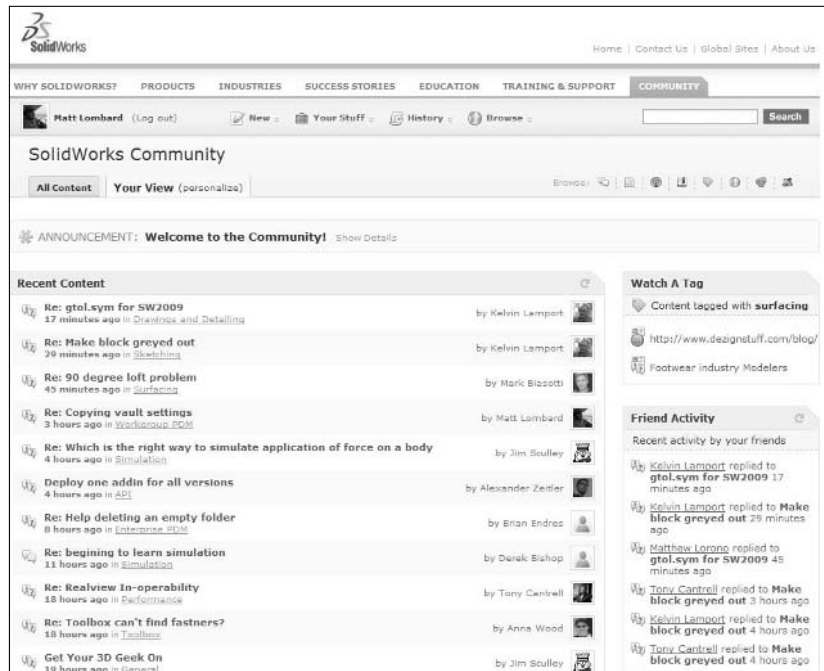 SolidWorks
Home | Contact Us | Global Sites | About Us
WHY SOLIDWORKS? PRODUCTS INDUSTRIES SUCCESS STORIES EDUCATION TRAINING & SUPPORT COMMUNITY
Matt Lombard (Log out) New Your Stuff History Browse Search
SolidWorks Community
All Content Your View (personalize) Browse:
ANNOUNCEMENT: Welcome to the Community! Show Details
Recent Content
Re: gtol.sym for SW2009
17 minutes ago in Drawings and Detailing
by Kelvin Lamport
Re: Make block greyed out
29 minutes ago in Sketching
by Kelvin Lamport
Re: 90 degree loft problem
45 minutes ago in Surfacing
by Mark Biasotti
Re: Copying vault settings
3 hours ago in Workgroup PDM
by Matt Lombard
Re: Which is the right way to simulate application of force on a body
4 hours ago in Simulation
by Jim Sculley
Deploy one addin for all versions
4 hours ago in API
by Alexander Zeitler
Re: Help deleting an empty folder
8 hours ago in Enterprise PDM
by Brian Endres
Re: begining to learn simulation
11 hours ago in Simulation
by Derek Bishop
Re: Realview In-operability
18 hours ago in Performance
by Tony Cantrell
Re: Toolbox can't find fastners?
18 hours ago in Toolbox
by Anna Wood
Get Your 3D Geek On
19 hours ago in General
by Jim Sculley
Watch A Tag
Content tagged with surfacing
http://www.dezignstuff.com/blog/
Footwear industry Modelers
Friend Activity
Recent activity by your friends
Kelvin Lamport replied to
gtol.sym for SW2009 17
minutes ago
Kelvin Lamport replied to Make
block greyed out 29 minutes
ago
Matthew Lorono replied to
gtol.sym for SW2009 45
minutes ago
Tony Cantrell replied to Make
block greyed out 3 hours ago
Kelvin Lamport replied to Make
block greyed out 4 hours ago
Tony Cantrell replied to Make
block greyed out 4 hours ago